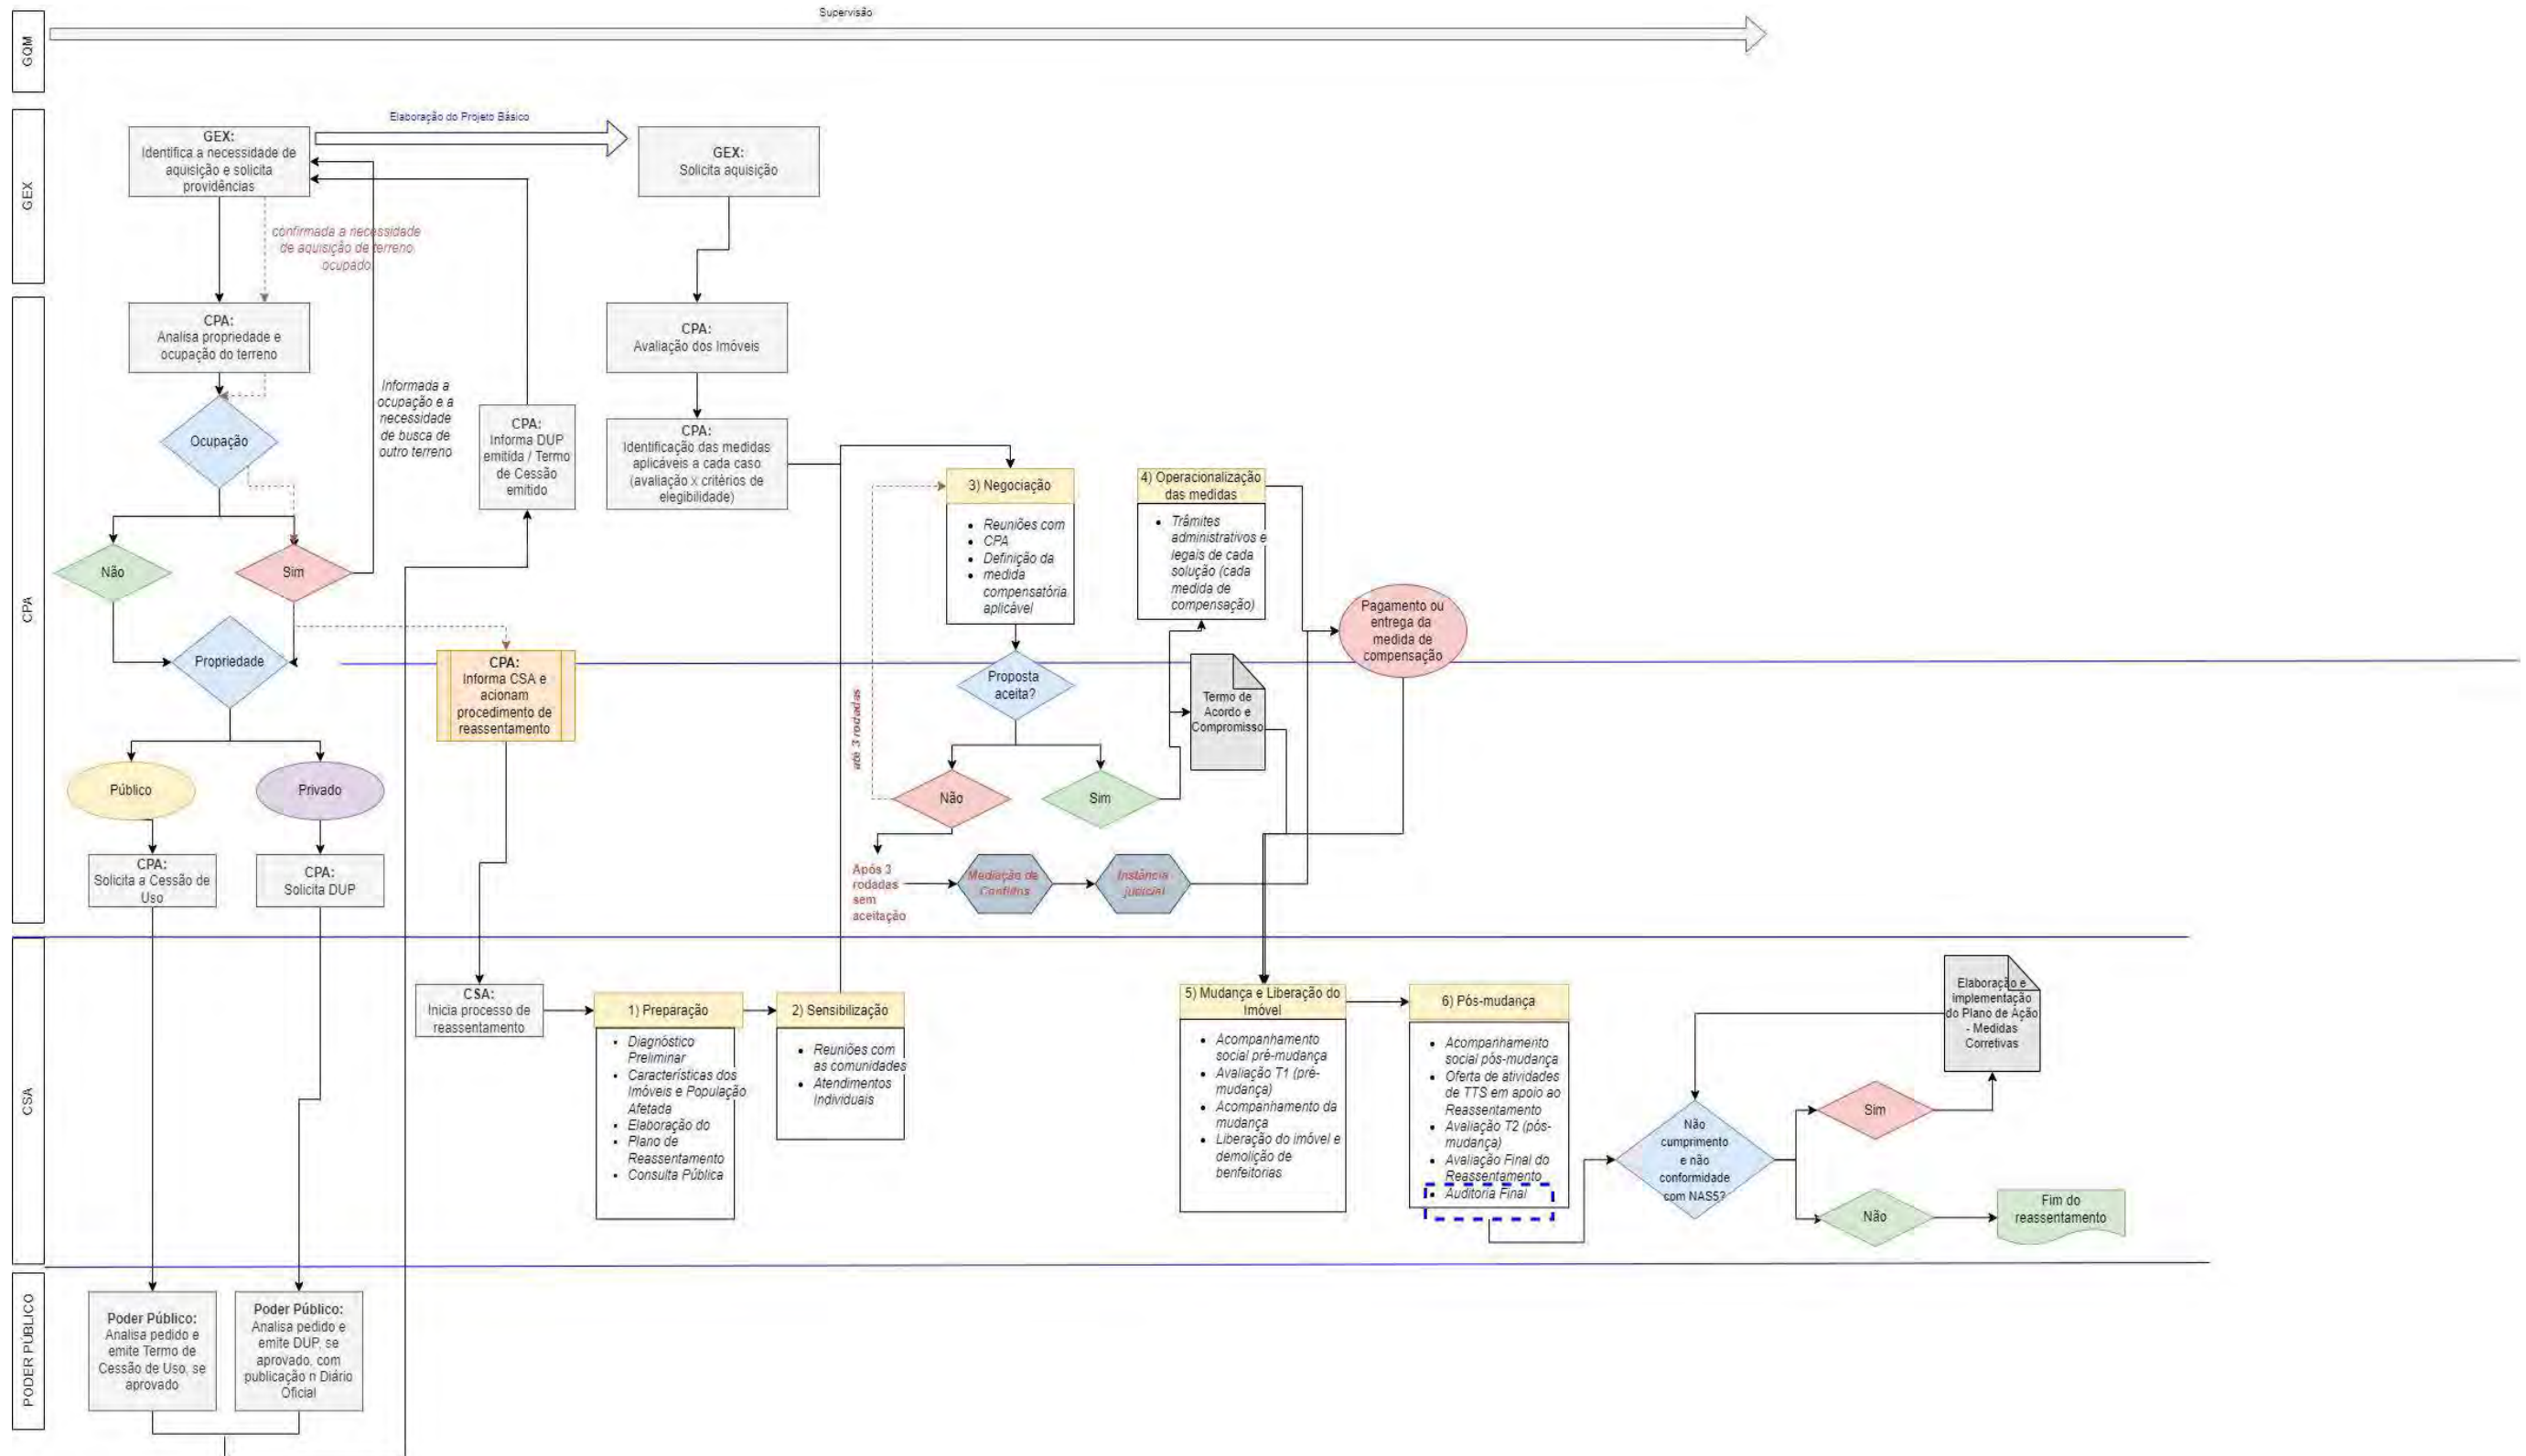 Supervisão
GQM
GEX
Elaboração do Projeto Básico
GEX:
Identifica a necessidade de
aquisição e solicita
providências
GEX:
Solicita aquisição
confirmada a necessidade
de aquisição de terreno
ocupado
CPA
CPA:
Analisa propriedade e
ocupação do terreno
CPA:
Avaliação dos Imóveis
Informada a
ocupação e a
necessidade
de busca de
outro terreno
Ocupação
CPA:
Informa DUP
emitida / Termo
de Cessão
emitido
CPA:
Identificação das medidas
aplicáveis a cada caso
(avaliação x critérios de
elegibilidade)
Não
Sim
Propriedade
Público
Privado
CPA:
Solicita a Cessão de
Uso
CPA:
Solicita DUP
CPA:
Informa CSA e
acionam
procedimento de
reassentamento
3) Negociação
• Reuniões com
• CPA
• Definição da
• medida
compensatória
aplicável
Proposta
aceita?
até 3 rodadas
Não
Sim
Após 3
rodadas
sem
aceitação
Mediação de
Conflitos
Instância
judicial
4) Operacionalização
das medidas
• Trâmites
administrativos e
legais de cada
solução (cada
medida de
compensação)
Termo de
Acordo e
Compromisso
Pagamento ou
entrega da
medida de
compensação
CSA
CSA:
Inicia processo de
reassentamento
1) Preparação
• Diagnóstico
Preliminar
• Características dos
Imóveis e População
Afetada
• Elaboração do
• Plano de
Reassentamento
• Consulta Pública
2) Sensibilização
• Reuniões com
as comunidades
• Atendimentos
Individuais
5) Mudança e Liberação do
Imóvel
• Acompanhamento
social pré-mudança
• Avaliação T1 (pré-
mudança)
• Acompanhamento da
mudança
• Liberação do imóvel e
demolição de
benfeitorias
6) Pós-mudança
• Acompanhamento
social pós-mudança
• Oferta de atividades
de TTS em apoio ao
Reassentamento
• Avaliação T2 (pós-
mudança)
• Avaliação Final do
Reassentamento
• Auditoria Final
Não
cumprimento
e não
conformidade
com NAS5?
Elaboração e
Implementação
do Plano de Ação
- Medidas
Corretivas
Sim
Não
Fim do
reassentamento
PODER PÚBLICO
Poder Público:
Analisa pedido e
emite Termo de
Cessão de Uso, se
aprovado
Poder Público:
Analisa pedido e
emite DUP, se
aprovado, com
publicação n Diário
Oficial